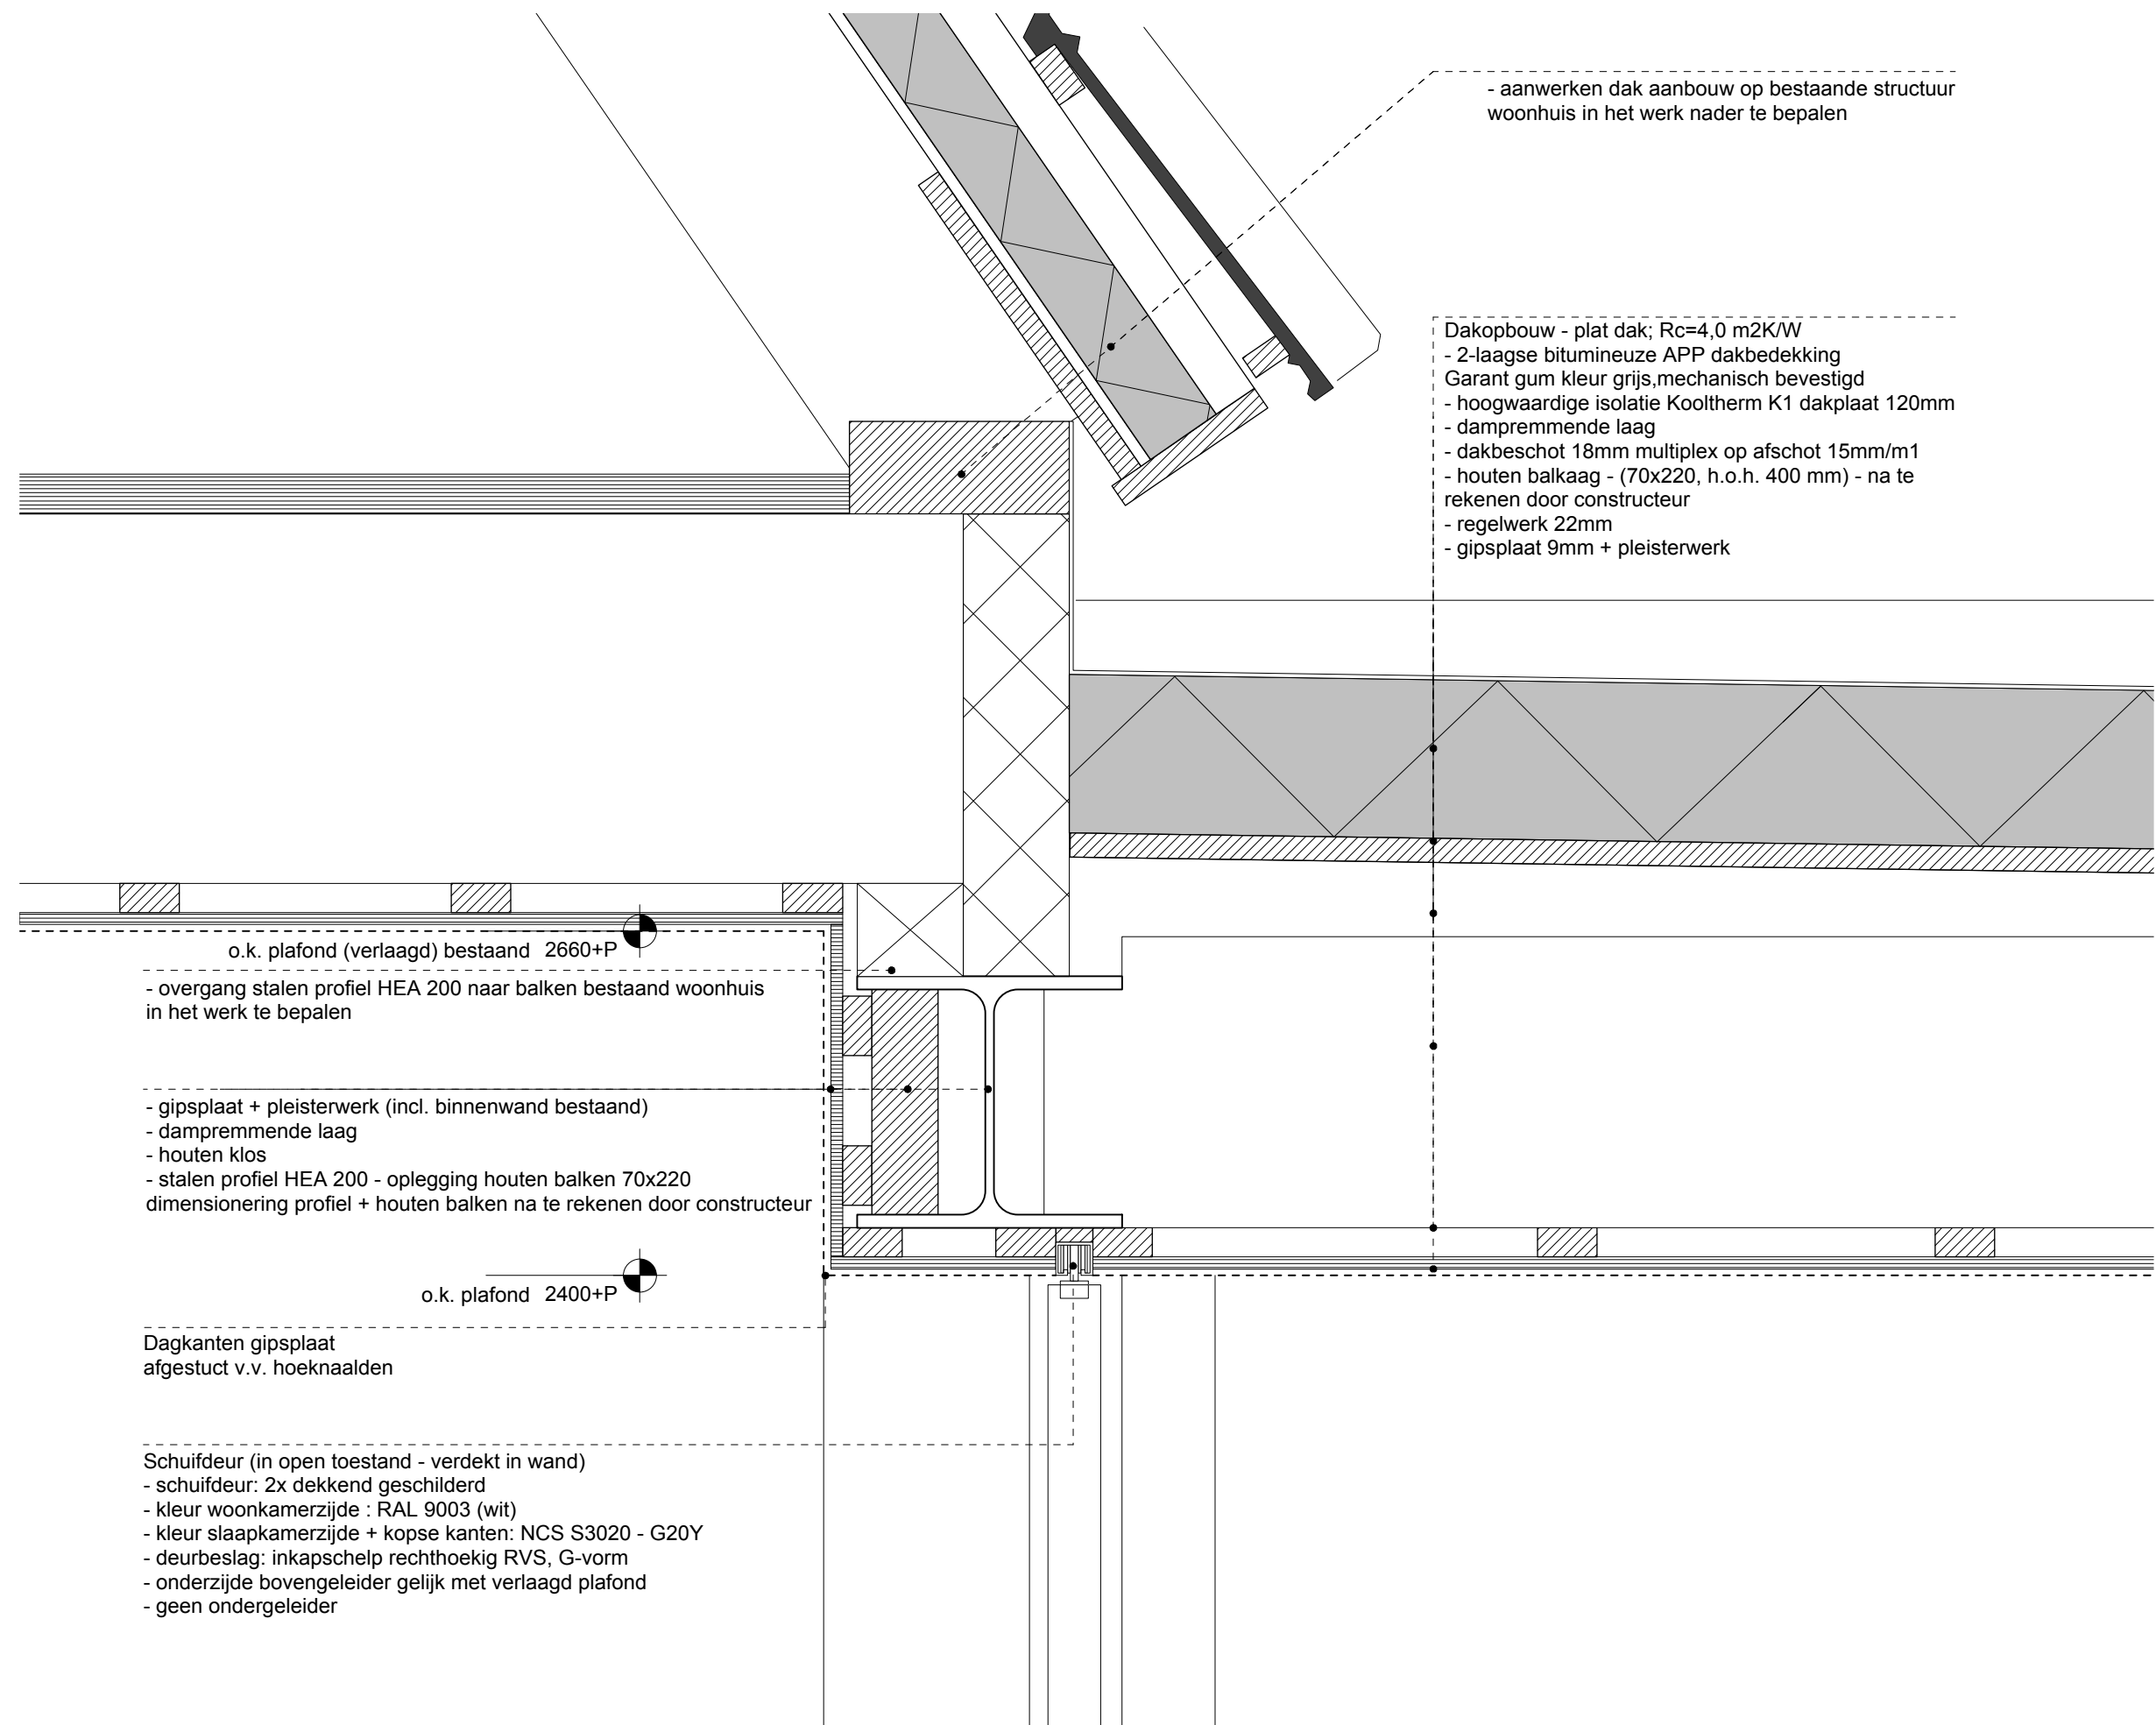 - aanwerken dak aanbouw op bestaande structuur
woonhuis in het werk nader te bepalen
Dakopbouw - plat dak; Rc=4,0 m2K/W
- 2-laagse bitumineuze APP dakbedekking
Garant gum kleur grijs,mechanisch bevestigd
- hoogwaardige isolatie Kooltherm K1 dakplaat 120mm
- dampremmende laag
- dakbeschot 18mm multiplex op afschot 15mm/m1
- houten balkaag - (70x220, h.o.h. 400 mm) - na te
rekenen door constructeur
- regelwerk 22mm
- gipsplaat 9mm + pleisterwerk
o.k. plafond (verlaagd) bestaand 2660+P
- overgang stalen profiel HEA 200 naar balken bestaand woonhuis
in het werk te bepalen
- gipsplaat + pleisterwerk (incl. binnenwand bestaand)
- dampremmende laag
- houten klos
- stalen profiel HEA 200 - oplegging houten balken 70x220
dimensionering profiel + houten balken na te rekenen door constructeur
o.k. plafond 2400+P
Dagkanten gipsplaat
afgestuct v.v. hoeknaalden
Schuifdeur (in open toestand - verdekt in wand)
- schuifdeur: 2x dekkend geschilderd
- kleur woonkamerzijde : RAL 9003 (wit)
- kleur slaapkamerzijde + kopse kanten: NCS S3020 - G20Y
- deurbeslag: inkapschelp rechthoekig RVS, G-vorm
- onderzijde bovengeleider gelijk met verlaagd plafond
- geen ondergeleider